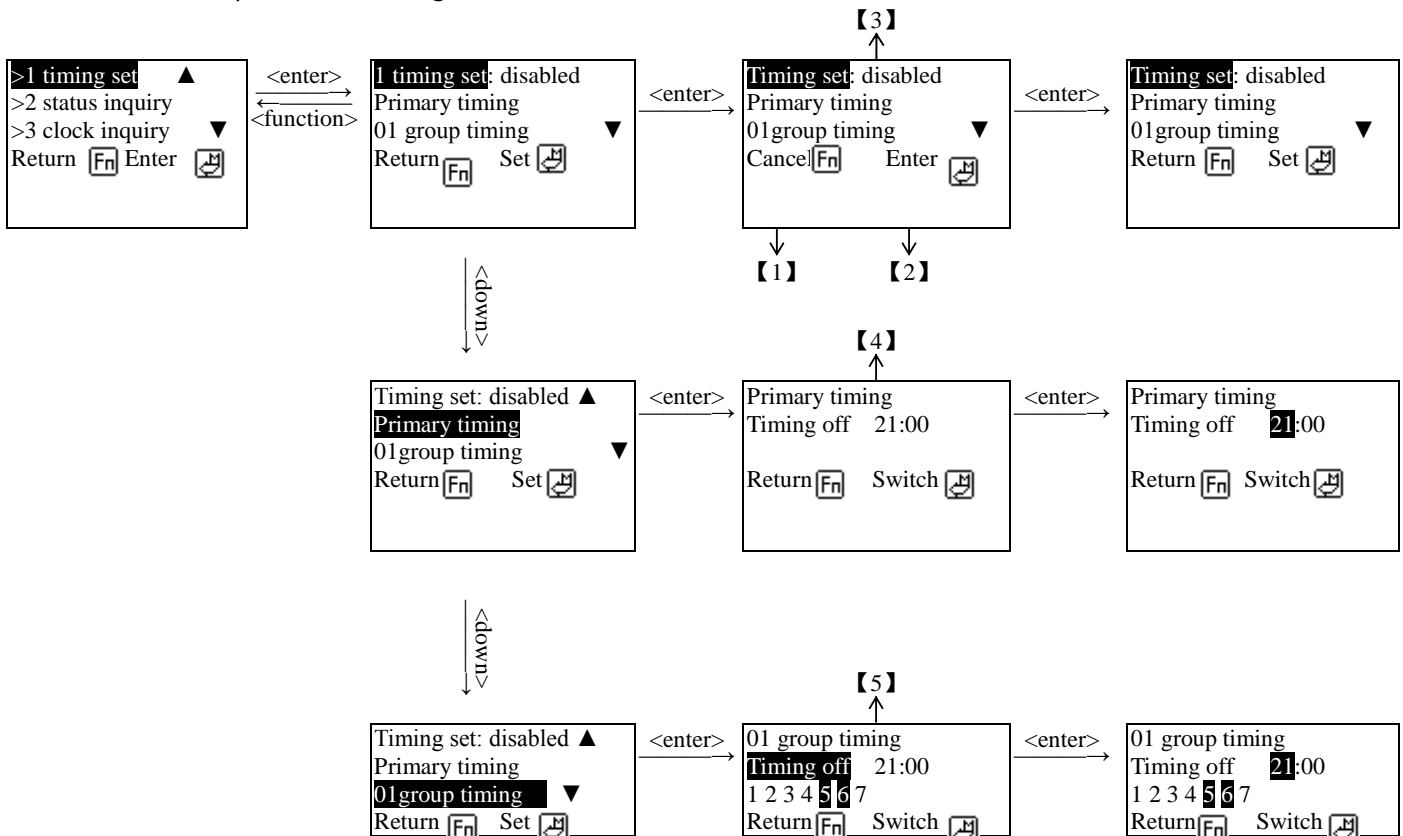 【3】
>1 timing set ▲
>2 status inquiry
>3 clock inquiry ▼
Return Fn Enter M
<enter>
<function>
1 timing set: disabled
Primary timing
01 group timing ▼
Return Fn Set M
<enter>
Timing set: disabled
Primary timing
01group timing ▼
Cancel Fn Enter M
<enter>
Timing set: disabled
Primary timing
01group timing ▼
Return Fn Set M
【1】 【2】
<down>
【4】
Timing set: disabled ▲
Primary timing
01group timing ▼
Return Fn Set M
<enter>
Primary timing
Timing off 21:00
Return Fn Switch M
<enter>
Primary timing
Timing off 21:00
Return Fn Switch M
<down>
【5】
Timing set: disabled ▲
Primary timing
01group timing ▼
Return Fn Set M
<enter>
01 group timing
Timing off 21:00
1 2 3 4 5 6 7
Return Fn Switch M
<enter>
01 group timing
Timing off 21:00
1 2 3 4 5 6 7
Return Fn Switch M